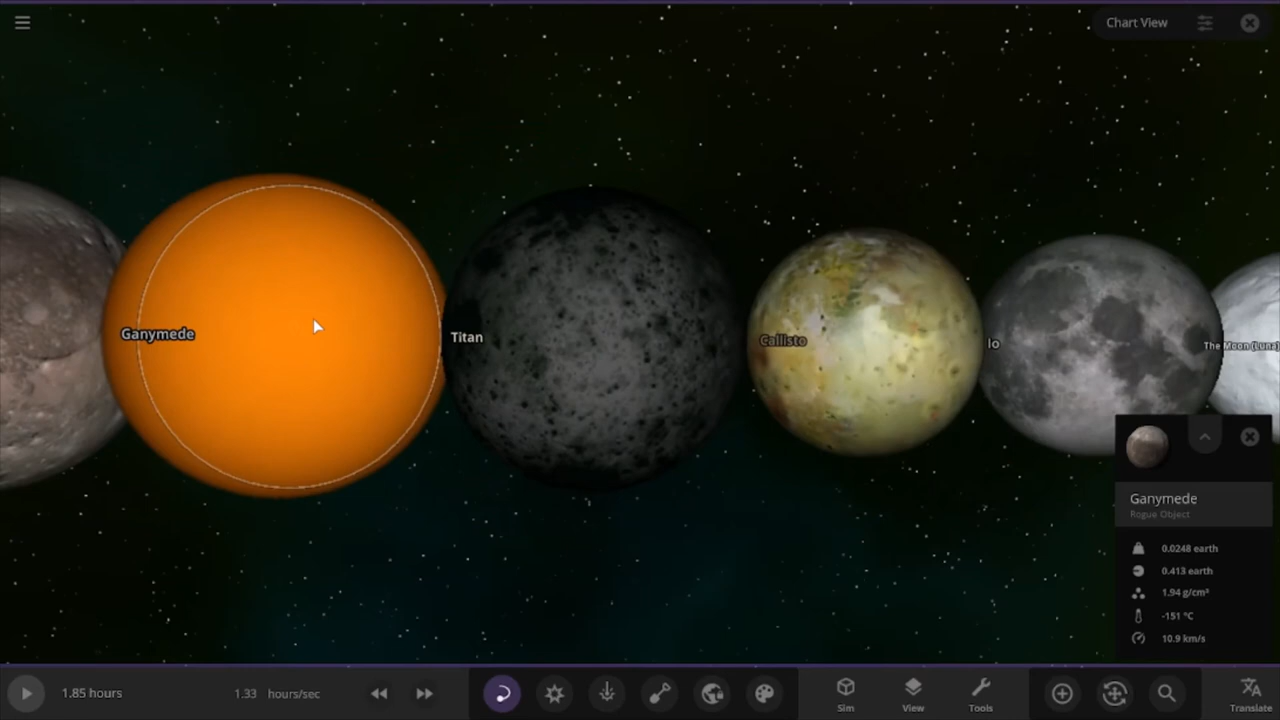 Chart View
Ganymede
Titan
Callisto
Io
The Moon (Luna)
Ganymede
Rogue Object
0.0248 earth
0.413 earth
1.94 g/cm³
-151 °C
10.9 km/s
1.85 hours
1.33 hours/sec
Sim
View
Tools
Translate